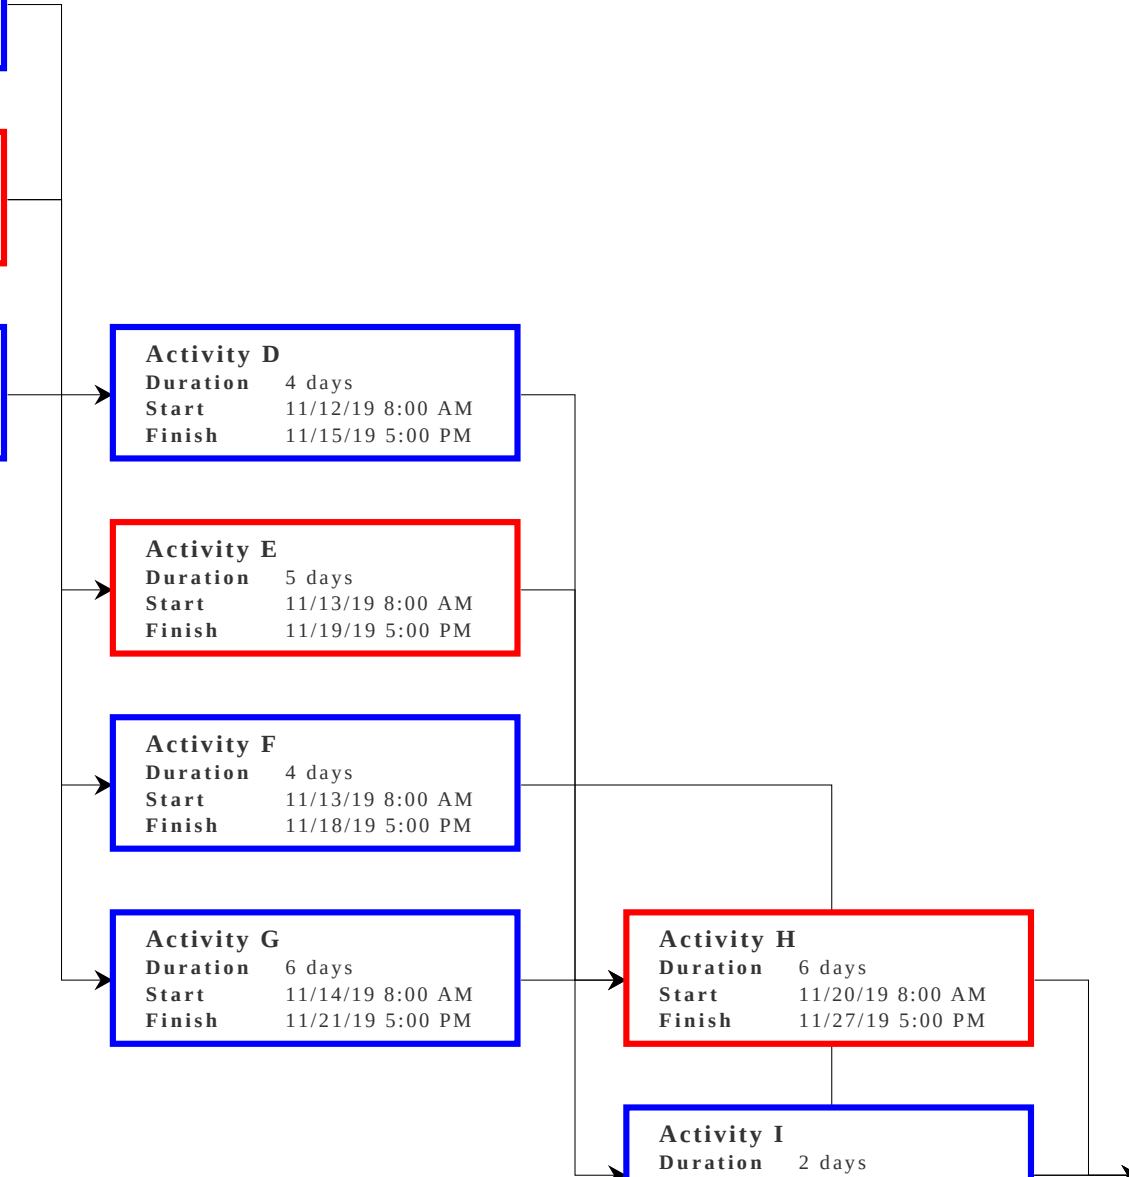 Activity D
Duration 4 days
Start 11/12/19 8:00 AM
Finish 11/15/19 5:00 PM
Activity E
Duration 5 days
Start 11/13/19 8:00 AM
Finish 11/19/19 5:00 PM
Activity F
Duration 4 days
Start 11/13/19 8:00 AM
Finish 11/18/19 5:00 PM
Activity G
Duration 6 days
Start 11/14/19 8:00 AM
Finish 11/21/19 5:00 PM
Activity H
Duration 6 days
Start 11/20/19 8:00 AM
Finish 11/27/19 5:00 PM
Activity I
Duration 2 days